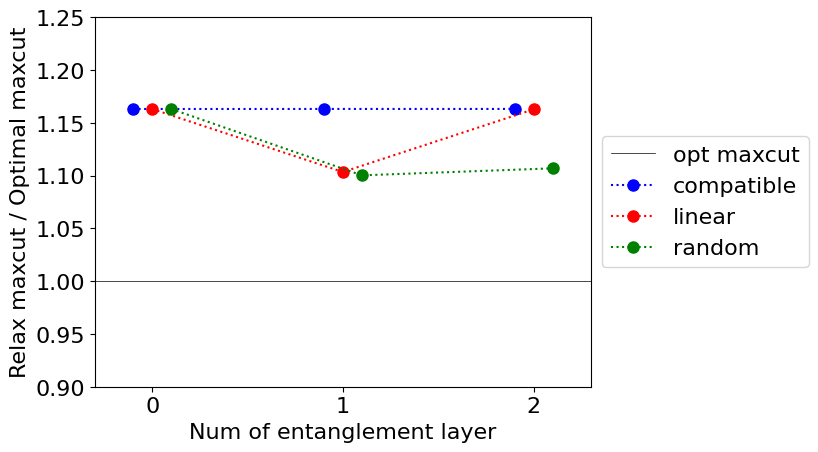 Relax maxcut / Optimal maxcut
1.25
1.20
1.15
1.10
1.05
1.00
0.95
0.90
0
1
2
Num of entanglement layer
opt maxcut
compatible
linear
random